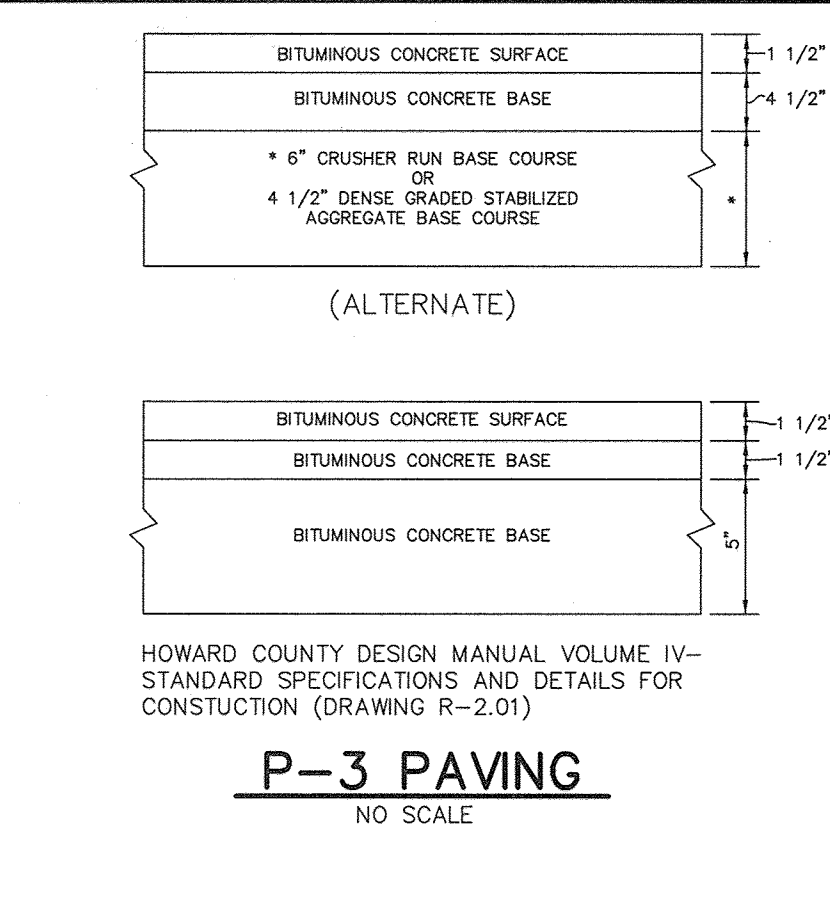 BITUMINOUS CONCRETE SURFACE
1 1/2"
BITUMINOUS CONCRETE BASE
4 1/2"
* 6" CRUSHER RUN BASE COURSE
OR
4 1/2" DENSE GRADED STABILIZED
AGGREGATE BASE COURSE
*
(ALTERNATE)
BITUMINOUS CONCRETE SURFACE
1 1/2"
BITUMINOUS CONCRETE BASE
1 1/2"
BITUMINOUS CONCRETE BASE
5"
HOWARD COUNTY DESIGN MANUAL VOLUME IV-
STANDARD SPECIFICATIONS AND DETAILS FOR
CONSTUCTION (DRAWING R-2.01)
P-3 PAVING
NO SCALE